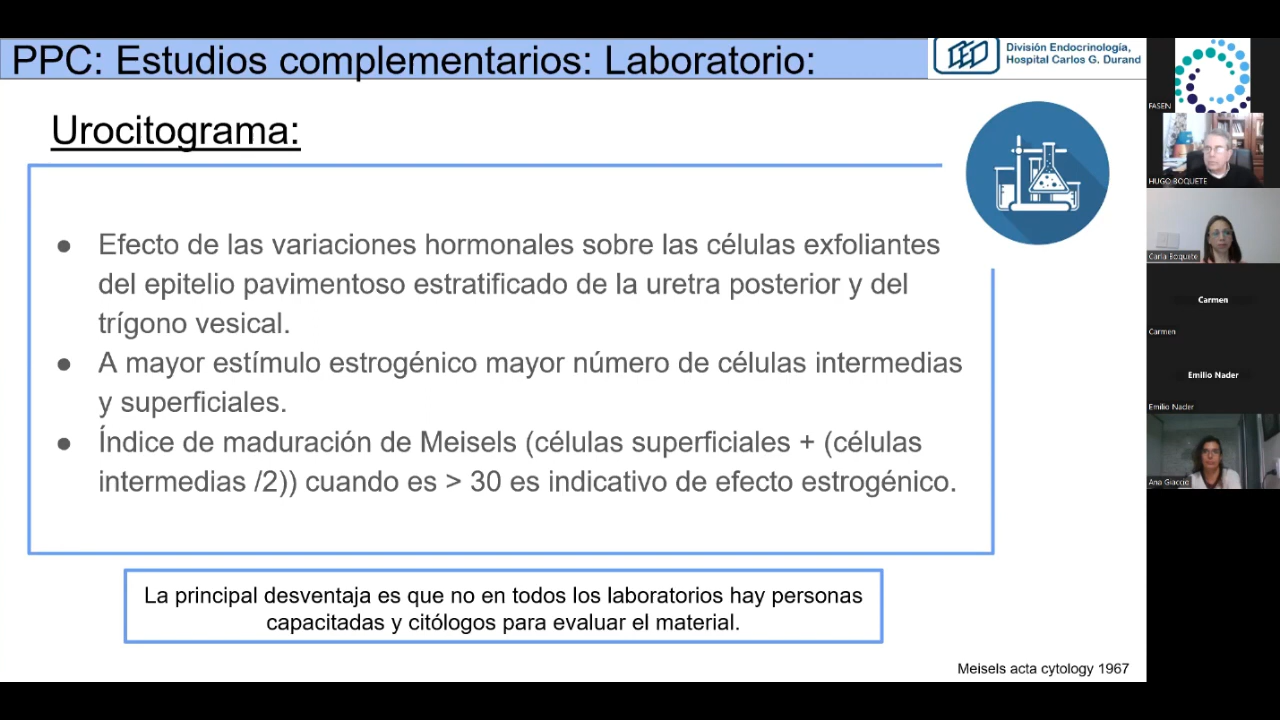 PPC: Estudios complementarios: Laboratorio:
División Endocrinología,
Hospital Carlos G. Durand
Urocitograma:
● Efecto de las variaciones hormonales sobre las células exfoliantes
del epitelio pavimentoso estratificado de la uretra posterior y del
trígono vesical.
● A mayor estímulo estrogénico mayor número de células intermedias
y superficiales.
● Índice de maduración de Meisels (células superficiales + (células
intermedias /2)) cuando es > 30 es indicativo de efecto estrogénico.
La principal desventaja es que no en todos los laboratorios hay personas
capacitadas y citólogos para evaluar el material.
Meisels acta cytology 1967
FASEN
HUGO BOQUETE
Carla Boquete
Carmen
Carmen
Emilio Nader
Emilio Nader
Ana Giaccio